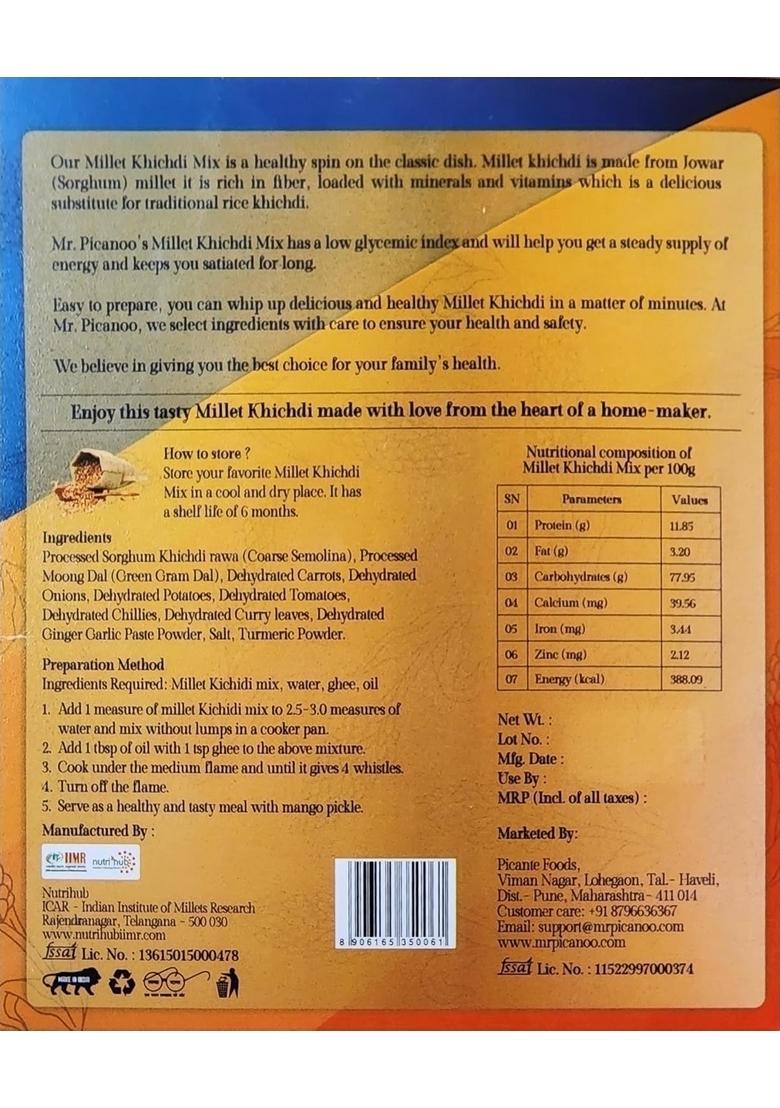 Our Millet Khichdi Mix is a healthy spin on the classic dish. Millet khichdi is made from Jowar
(Sorghum) millet it is rich in fiber, loaded with minerals and vitamins which is a delicious
substitute for traditional rice khichdi.
Mr. Picanoo's Millet Khichdi Mix has a low glycemic index and will help you get a steady supply of
energy and keeps you satiated for long.
Easy to prepare, you can whip up delicious and healthy Millet Khichdi in a matter of minutes. At
Mr. Picanoo, we select ingredients with care to ensure your health and safety.
We believe in giving you the best choice for your family's health.
Enjoy this tasty Millet Khichdi made with love from the heart of a home-maker.
How to store ?
Store your favorite Millet Khichdi
Mix in a cool and dry place. It has
a shelf life of 6 months.
Ingredients
Processed Sorghum Khichdi rawa (Coarse Semolina), Processed
Moong Dal (Green Gram Dal), Dehydrated Carrots, Dehydrated
Onions, Dehydrated Potatoes, Dehydrated Tomatoes,
Dehydrated Chillies, Dehydrated Curry leaves, Dehydrated
Ginger Garlic Paste Powder, Salt, Turmeric Powder.
Preparation Method
Ingredients Required: Millet Kichidi mix, water, ghee, oil
1. Add 1 measure of millet Kichidi mix to 2.5-3.0 measures of
water and mix without lumps in a cooker pan.
2. Add 1 tbsp of oil with 1 tsp ghee to the above mixture.
3. Cook under the medium flame and until it gives 4 whistles.
4. Turn off the flame.
5. Serve as a healthy and tasty meal with mango pickle.
Manufactured By :
IIMR
nutri hub
Nutrihub
ICAR - Indian Institute of Millets Research
Rajendranagar, Telangana - 500 030
www.nutrihubiimr.com
fssai Lic. No. : 13615015000478
MAKE IN INDIA
8 906165 350061
Nutritional composition of
Millet Khichdi Mix per 100g
SN Parameters Values
01 Protein (g) 11.85
02 Fat (g) 3.20
03 Carbohydrates (g) 77.95
04 Calcium (mg) 39.56
05 Iron (mg) 3.44
06 Zinc (mg) 2.12
07 Energy (kcal) 388.09
Net Wt. :
Lot No. :
Mfg. Date :
Use By :
MRP (Incl. of all taxes) :
Marketed By:
Picante Foods,
Viman Nagar, Lohegaon, Tal.- Haveli,
Dist.- Pune, Maharashtra- 411 014
Customer care: +91 8796636367
Email: support@mrpicanoo.com
www.mrpicanoo.com
fssai Lic. No. : 11522997000374